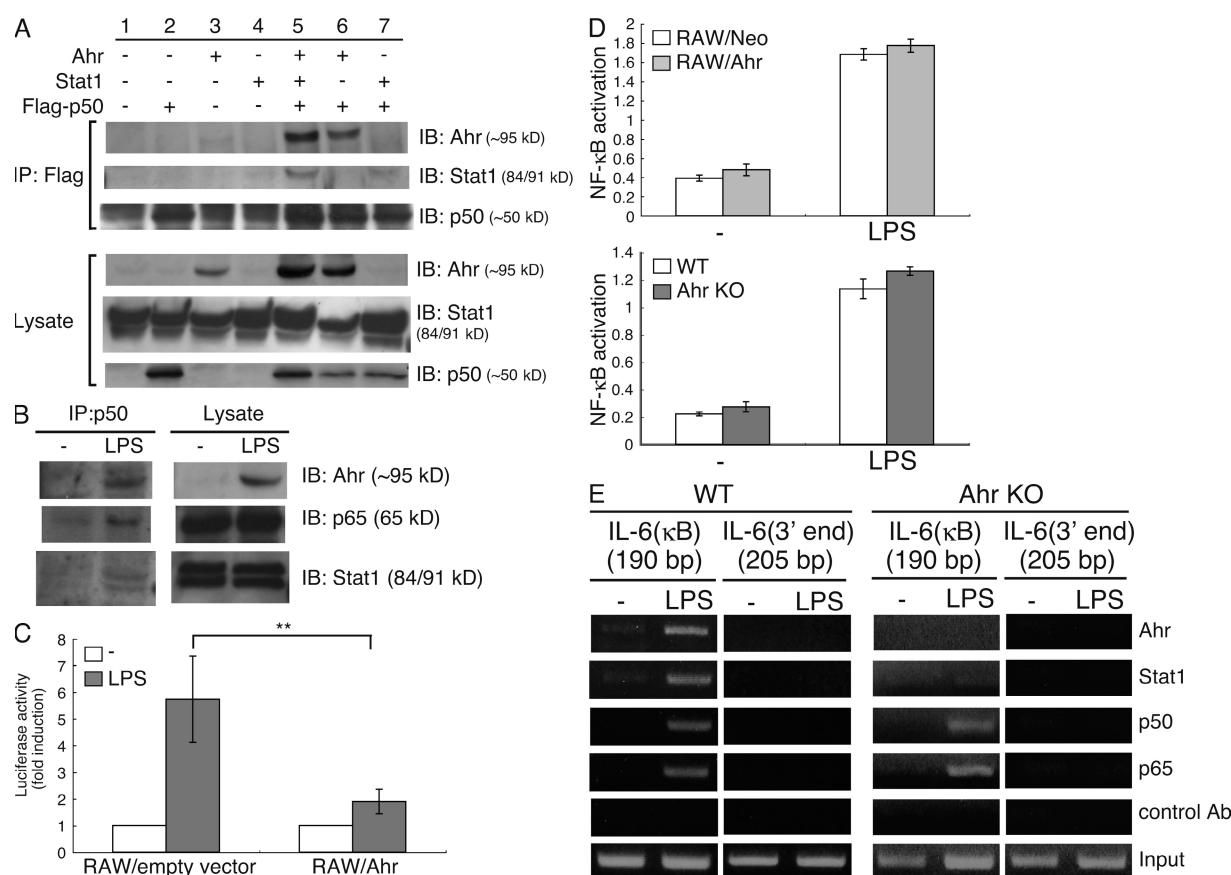 A
1 2 3 4 5 6 7
Ahr - - + - + + -
Stat1 - - - + + - +
Flag-p50 - + - - + + +
IP: Flag
IB: Ahr (~95 kD)
IB: Stat1 (84/91 kD)
IB: p50 (~50 kD)
Lysate
IB: Ahr (~95 kD)
IB: Stat1
(84/91 kD)
IB: p50 (~50 kD)
B
IP:p50 Lysate
- LPS - LPS
IB: Ahr (~95 kD)
IB: p65 (65 kD)
IB: Stat1 (84/91 kD)
C
Luciferase activity
(fold induction)
8
7
6
5
4
3
2
1
0
-
LPS
**
RAW/empty vector RAW/Ahr
D
NF-κB activation
2
1.8
1.6
1.4
1.2
1
0.8
0.6
0.4
0.2
0
RAW/Neo
RAW/Ahr
- LPS
NF-κB activation
1.4
1.2
1
0.8
0.6
0.4
0.2
0
WT
Ahr KO
- LPS
E
WT Ahr KO
IL-6(κB) IL-6(3' end) IL-6(κB) IL-6(3' end)
(190 bp) (205 bp) (190 bp) (205 bp)
- LPS - LPS - LPS - LPS
Ahr
Stat1
p50
p65
control Ab
Input